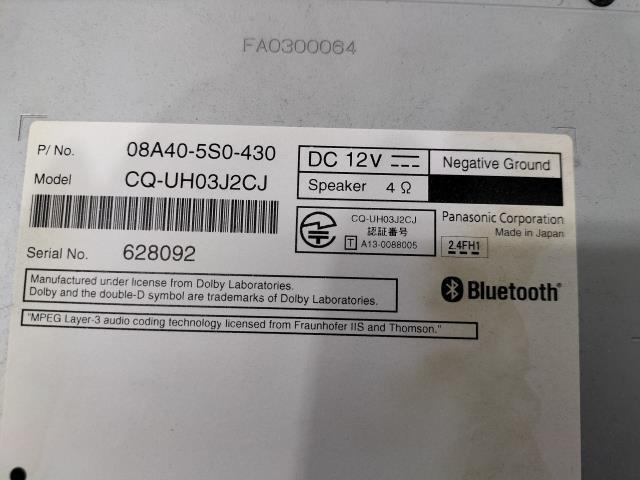 FA0300064
P/ No. 08A40-5S0-430
Model CQ-UH03J2CJ
Serial No. 628092
DC 12V Negative Ground
Speaker 4 Ω
CQ-UH03J2CJ
認証番号
T A13-0088005
Panasonic Corporation
Made in Japan
2.4FH1
Bluetooth®
Manufactured under license from Dolby Laboratories.
Dolby and the double-D symbol are trademarks of Dolby Laboratories.
"MPEG Layer-3 audio coding technology licensed from Fraunhofer IIS and Thomson."